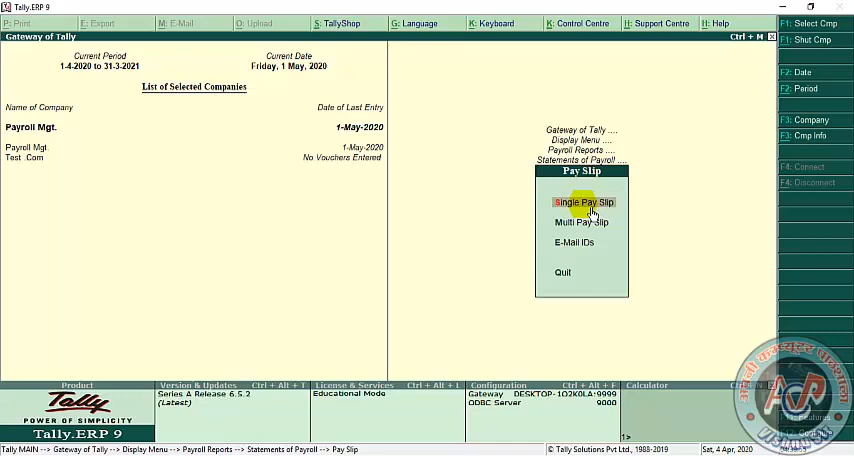 Tally.ERP 9
P: Print E: Export M: E-Mail O: Upload S: TallyShop G: Language K: Keyboard K: Control Centre H: Support Centre H: Help
Gateway of Tally Ctrl + M
Current Period Current Date
1-4-2020 to 31-3-2021 Friday, 1 May, 2020
List of Selected Companies
Name of Company Date of Last Entry
Payroll Mgt. 1-May-2020
Payroll Mgt. 1-May-2020
Test .Com No Vouchers Entered
Gateway of Tally ....
Display Menu ....
Payroll Reports ....
Statements of Payroll ....
Pay Slip
Single Pay Slip
Multi Pay Slip
E-Mail IDs
Quit
F1: Select Cmp
F1: Shut Cmp
F2: Date
F2: Period
F3: Company
F3: Cmp Info
F4: Connect
F4: Disconnect
Product
Tally
POWER OF SIMPLICITY
Tally.ERP 9
Version & Updates Ctrl + Alt + T
Series A Release 6.5.2
(Latest)
License & Services Ctrl + Alt + L
Educational Mode
Configuration Ctrl + Alt + F
Gateway DESKTOP-1O2K0LA:9999
ODBC Server 9000
Calculator
1>
Tally MAIN --> Gateway of Tally --> Display Menu --> Payroll Reports --> Statements of Payroll --> Pay Slip © Tally Solutions Pvt Ltd., 1988-2019 Sat, 4 Apr, 2020